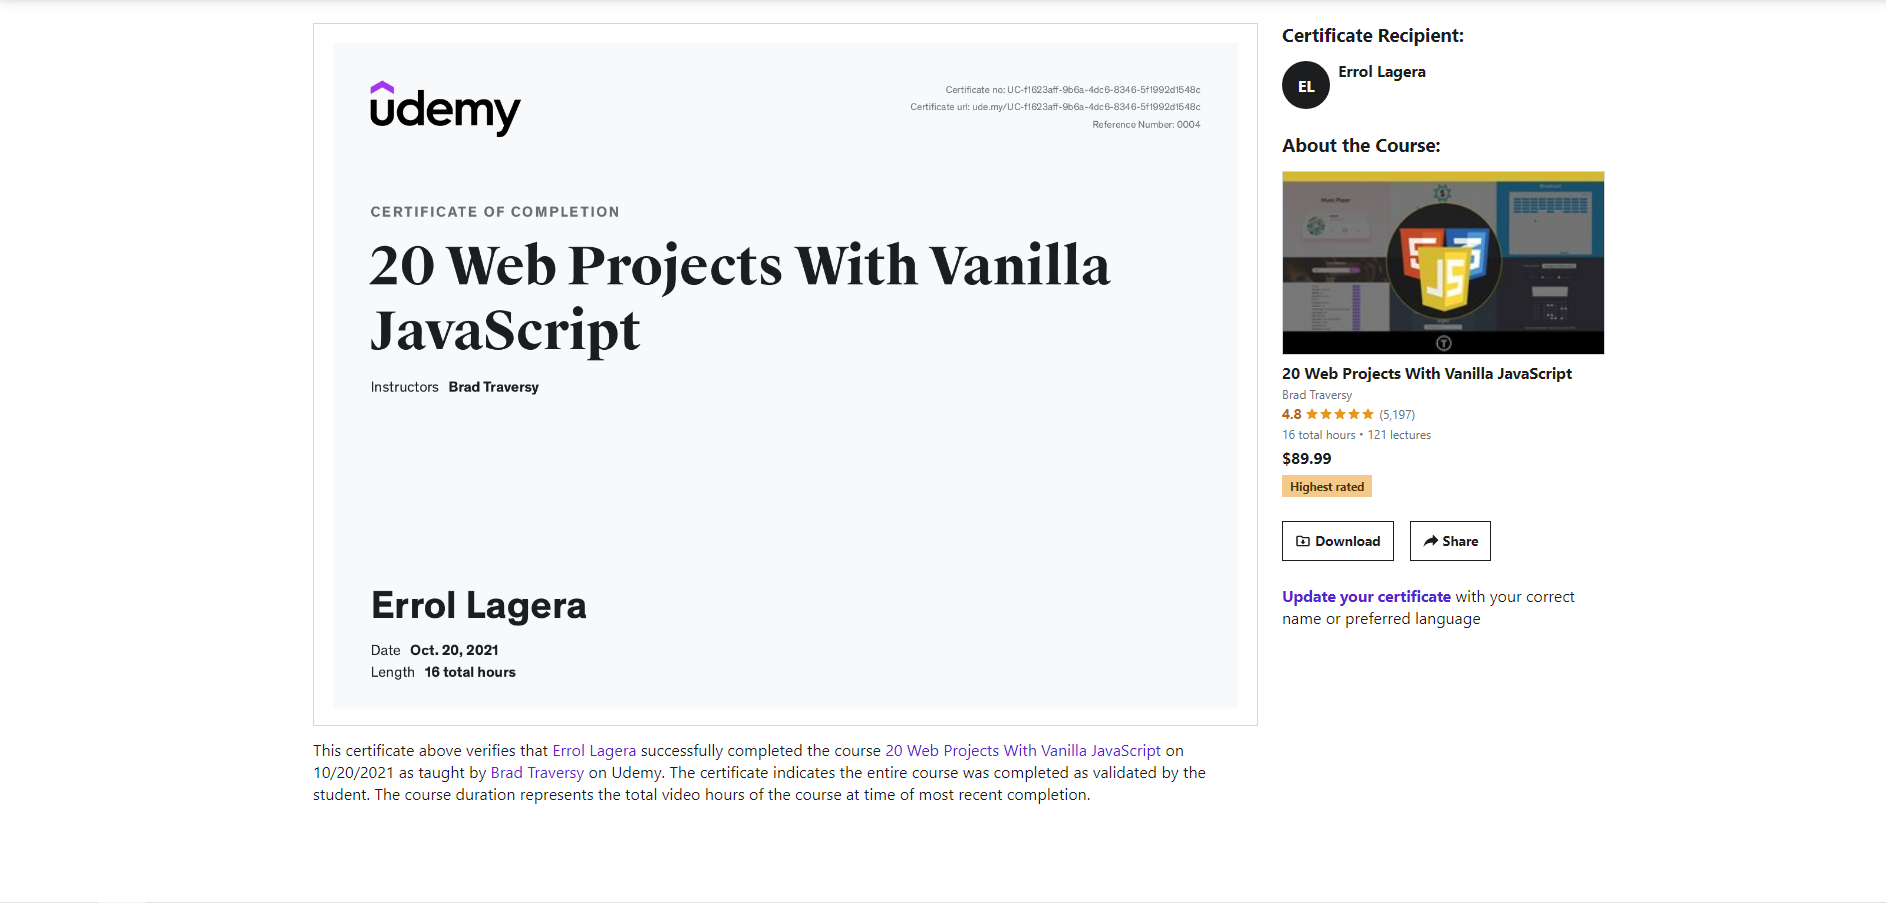 udemy
Certificate no: UC-f1623aff-9b6a-4dc6-8346-5f1992d1548c
Certificate url: ude.my/UC-f1623aff-9b6a-4dc6-8346-5f1992d1548c
Reference Number: 0004
CERTIFICATE OF COMPLETION
20 Web Projects With Vanilla
JavaScript
Instructors Brad Traversy
Errol Lagera
Date Oct. 20, 2021
Length 16 total hours
This certificate above verifies that Errol Lagera successfully completed the course 20 Web Projects With Vanilla JavaScript on
10/20/2021 as taught by Brad Traversy on Udemy. The certificate indicates the entire course was completed as validated by the
student. The course duration represents the total video hours of the course at time of most recent completion.
Certificate Recipient:
EL
Errol Lagera
About the Course:
Music Player
JS
20 Web Projects With Vanilla JavaScript
Brad Traversy
4.8 (5,197)
16 total hours • 121 lectures
$89.99
Highest rated
Download
Share
Update your certificate with your correct
name or preferred language